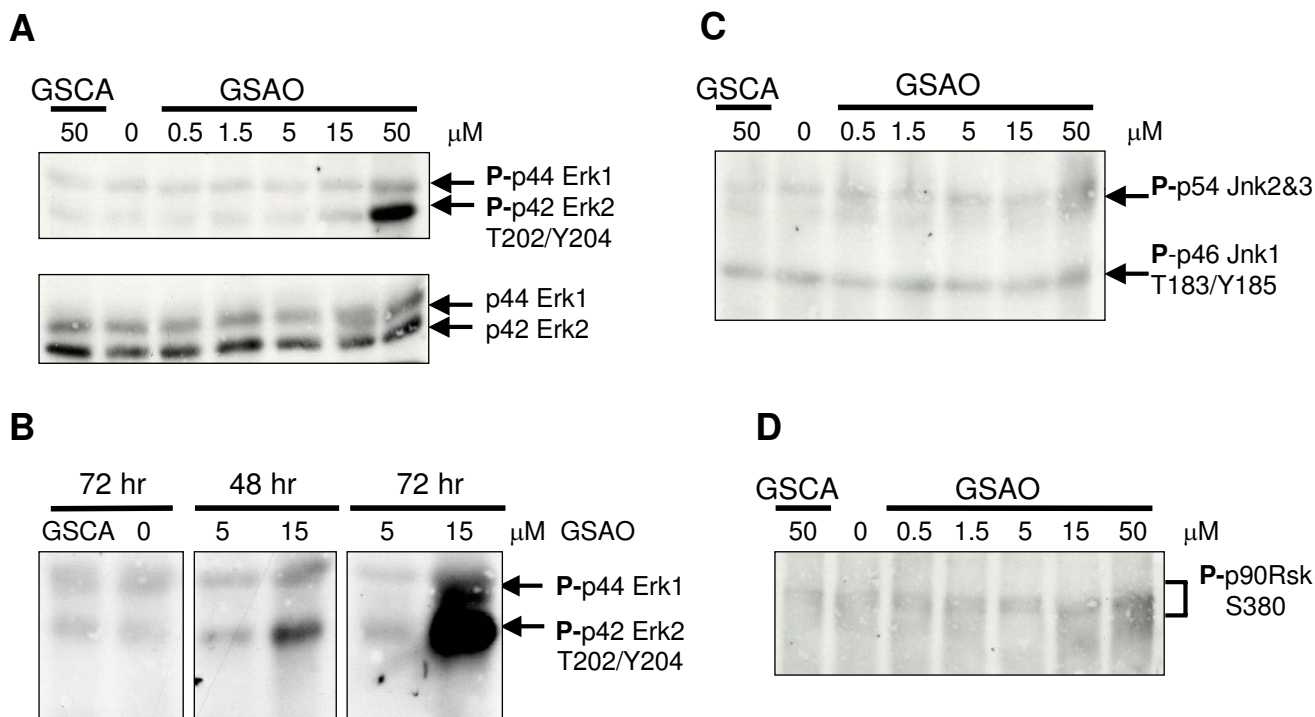 A
GSCA GSAO
50 0 0.5 1.5 5 15 50 μM
P-p44 Erk1
P-p42 Erk2
T202/Y204
p44 Erk1
p42 Erk2
B
72 hr 48 hr 72 hr
GSCA 0 5 15 5 15 μM GSAO
P-p44 Erk1
P-p42 Erk2
T202/Y204
C
GSCA GSAO
50 0 0.5 1.5 5 15 50 μM
P-p54 Jnk2&3
P-p46 Jnk1
T183/Y185
D
GSCA GSAO
50 0 0.5 1.5 5 15 50 μM
P-p90Rsk
S380